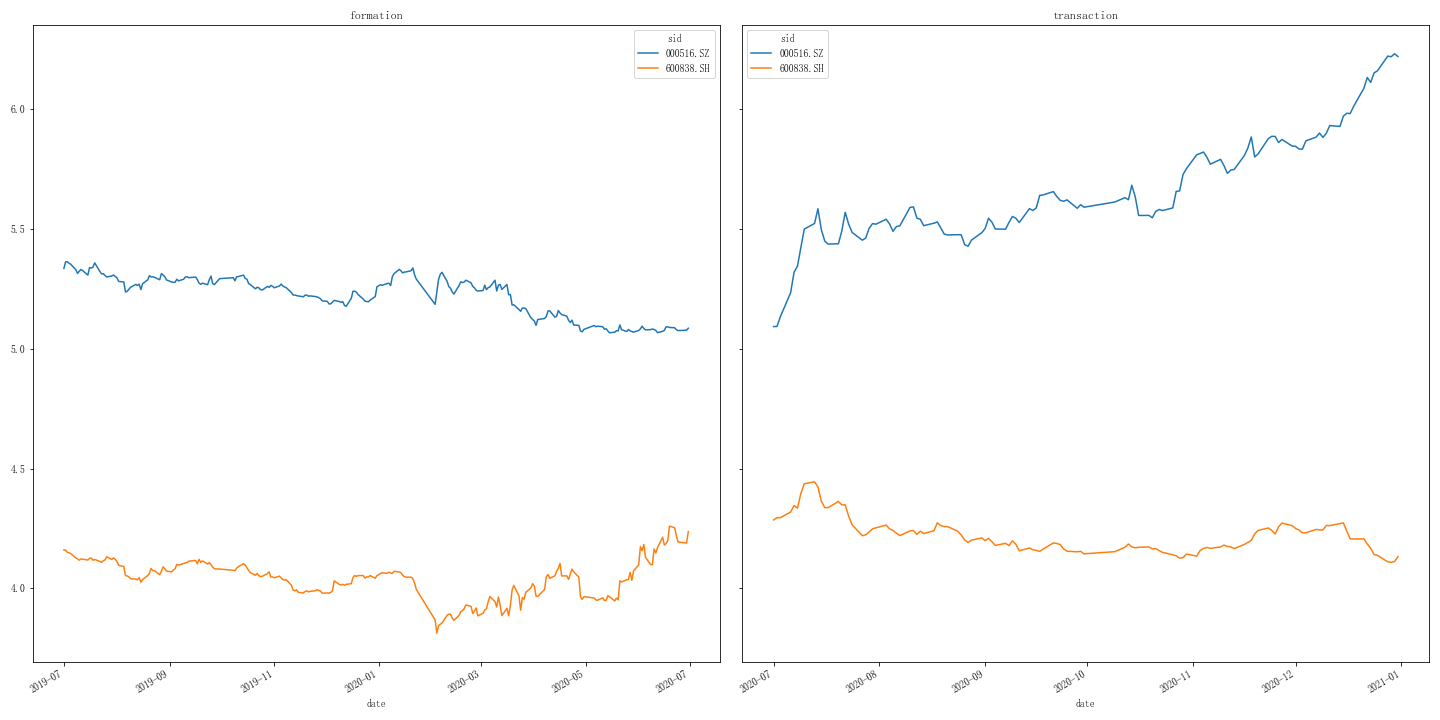 formation
sid
000516.SZ
600838.SH
6.0
5.5
5.0
4.5
4.0
2019-07
2019-09
2019-11
2020-01
2020-03
2020-05
2020-07
date
transaction
sid
000516.SZ
600838.SH
2020-07
2020-08
2020-09
2020-10
2020-11
2020-12
2021-01
date